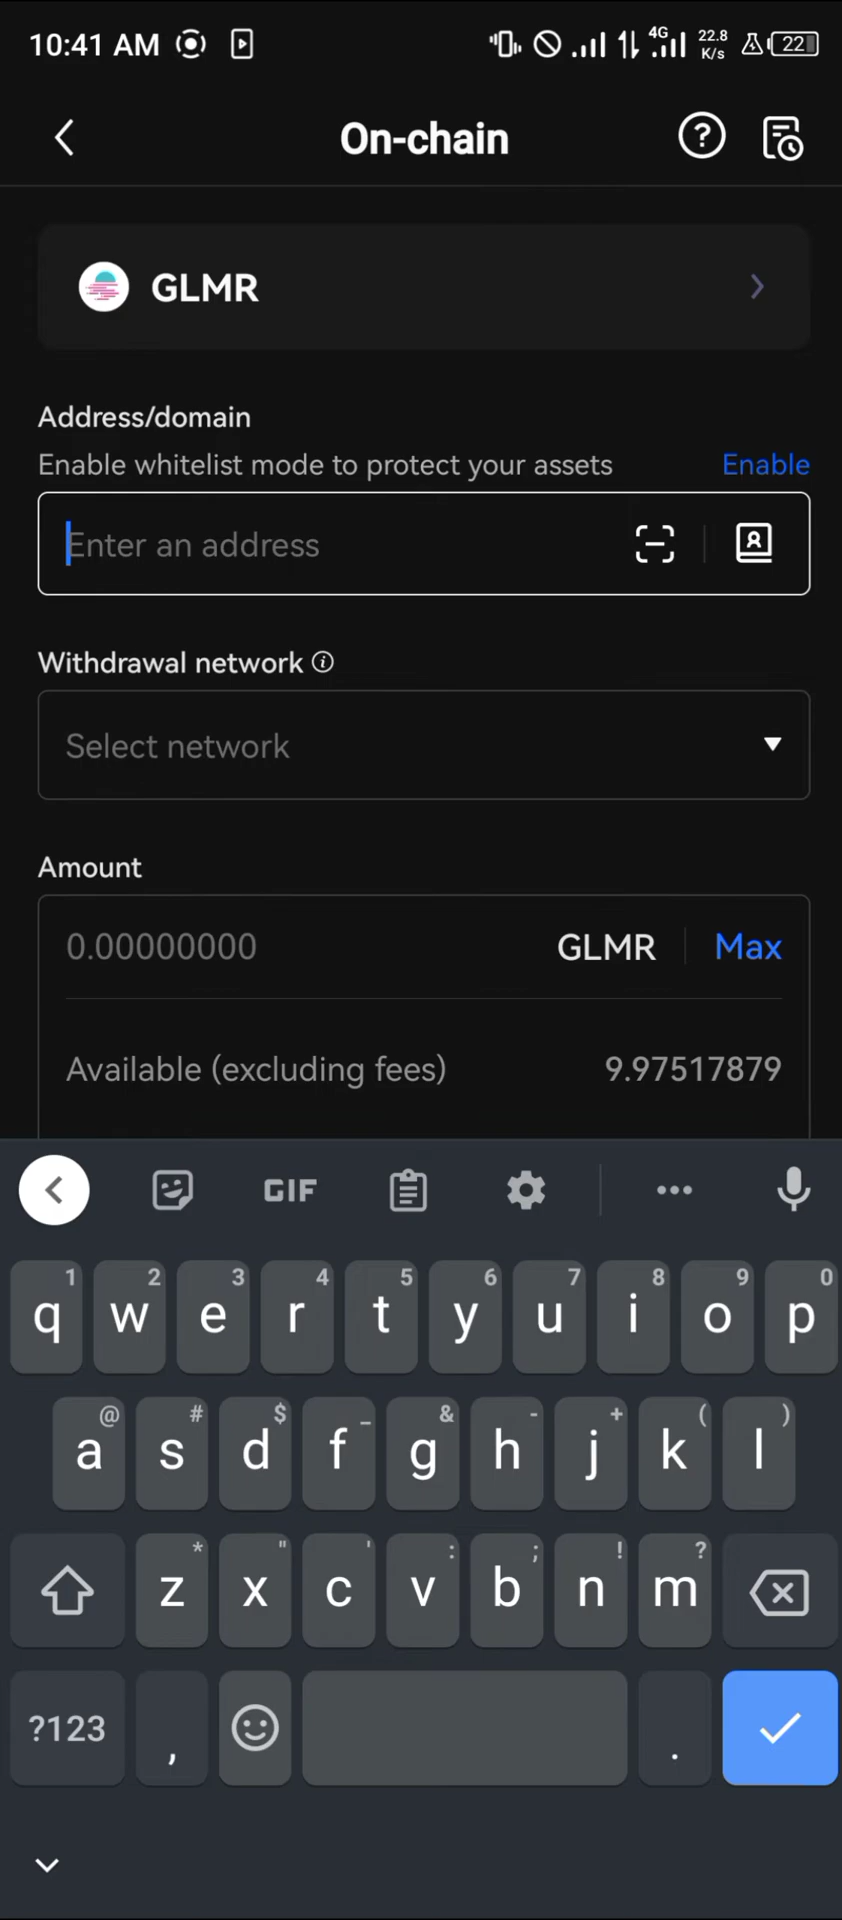 10:41 AM 4G 22.8 K/s 22
On-chain
GLMR
Address/domain
Enable whitelist mode to protect your assets Enable
Enter an address
Withdrawal network
Select network
Amount
0.00000000 GLMR Max
Available (excluding fees) 9.97517879
GIF
1 2 3 4 5 6 7 8 9 0
q w e r t y u i o p
@ # $ _ & - + ( )
a s d f g h j k l
* " ' : ; ! ?
z x c v b n m
?123 , .